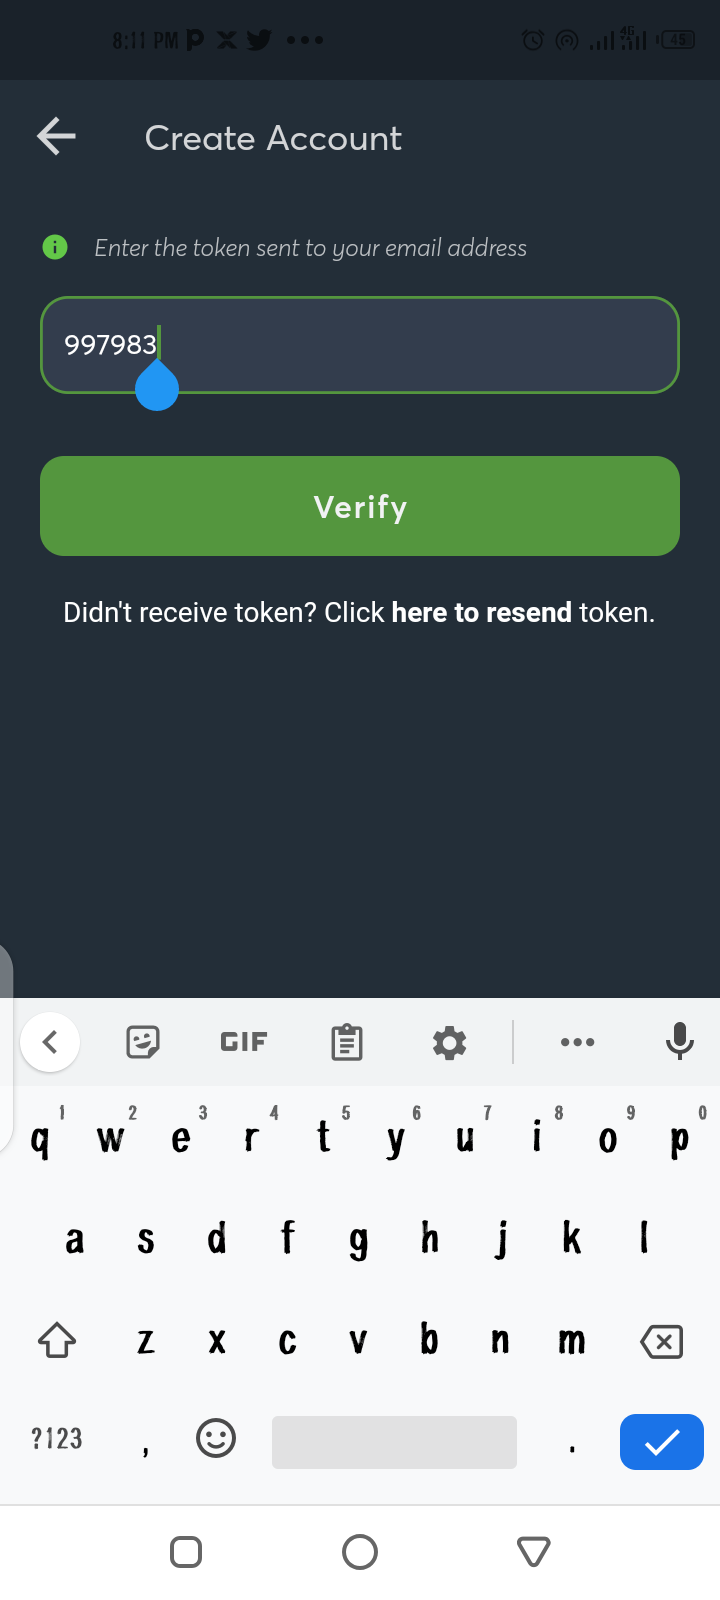 8:11 PM
4G
45
Create Account
Enter the token sent to your email address
997983
Verify
Didn't receive token? Click here to resend token.
GIF
1 2 3 4 5 6 7 8 9 0
q w e r t y u i o p
a s d f g h j k l
z x c v b n m
?123 , .